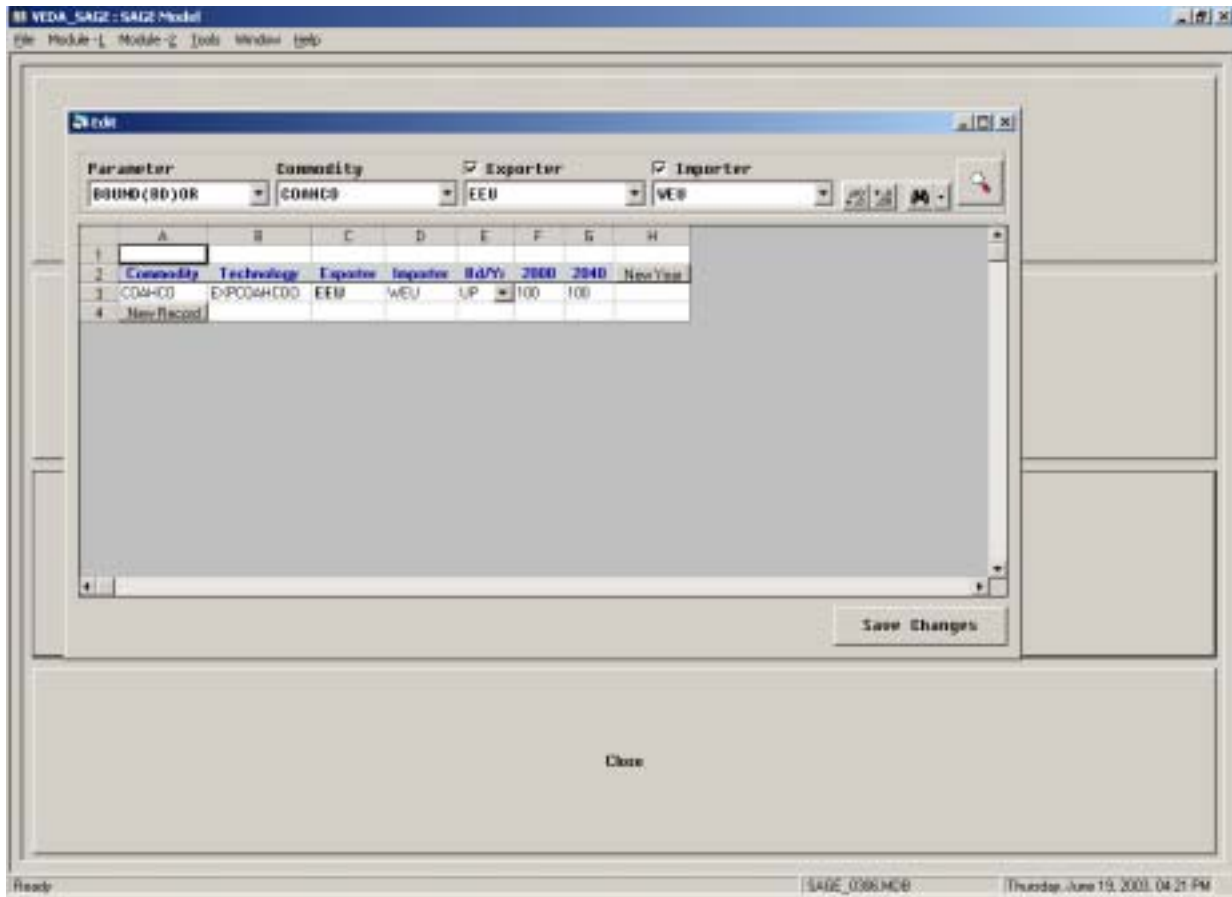 VEDA_SAGE : SAGE Model
File Module -1 Module -2 Tools Window Help
Edit
Parameter Commodity Exporter Importer
BOUND(BD)OR COAHCO EEU WEU
A B C D E F G H
1
2 Commodity Technology Exporter Importer Bd/Yr 2000 2040 New Year
3 COAHCO EXPCOAHCOO EEU WEU UP 100 100
4 New Record
Save Changes
Close
Ready SAGE_0386.MDB Thursday, June 19, 2003, 04:21 PM